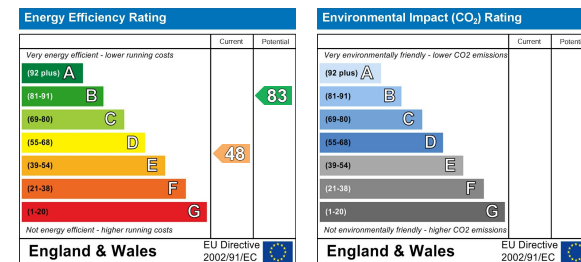 Energy Efficiency Rating
Current Potential
Very energy efficient - lower running costs
(92 plus) A
(81-91) B
83
(69-80) C
(55-68) D
48
(39-54) E
(21-38) F
(1-20) G
Not energy efficient - higher running costs
England & Wales
EU Directive
2002/91/EC
Environmental Impact (CO₂) Rating
Current Potential
Very environmentally friendly - lower CO2 emissions
(92 plus) A
(81-91) B
(69-80) C
(55-68) D
(39-54) E
(21-38) F
(1-20) G
Not environmentally friendly - higher CO2 emissions
England & Wales
EU Directive
2002/91/EC